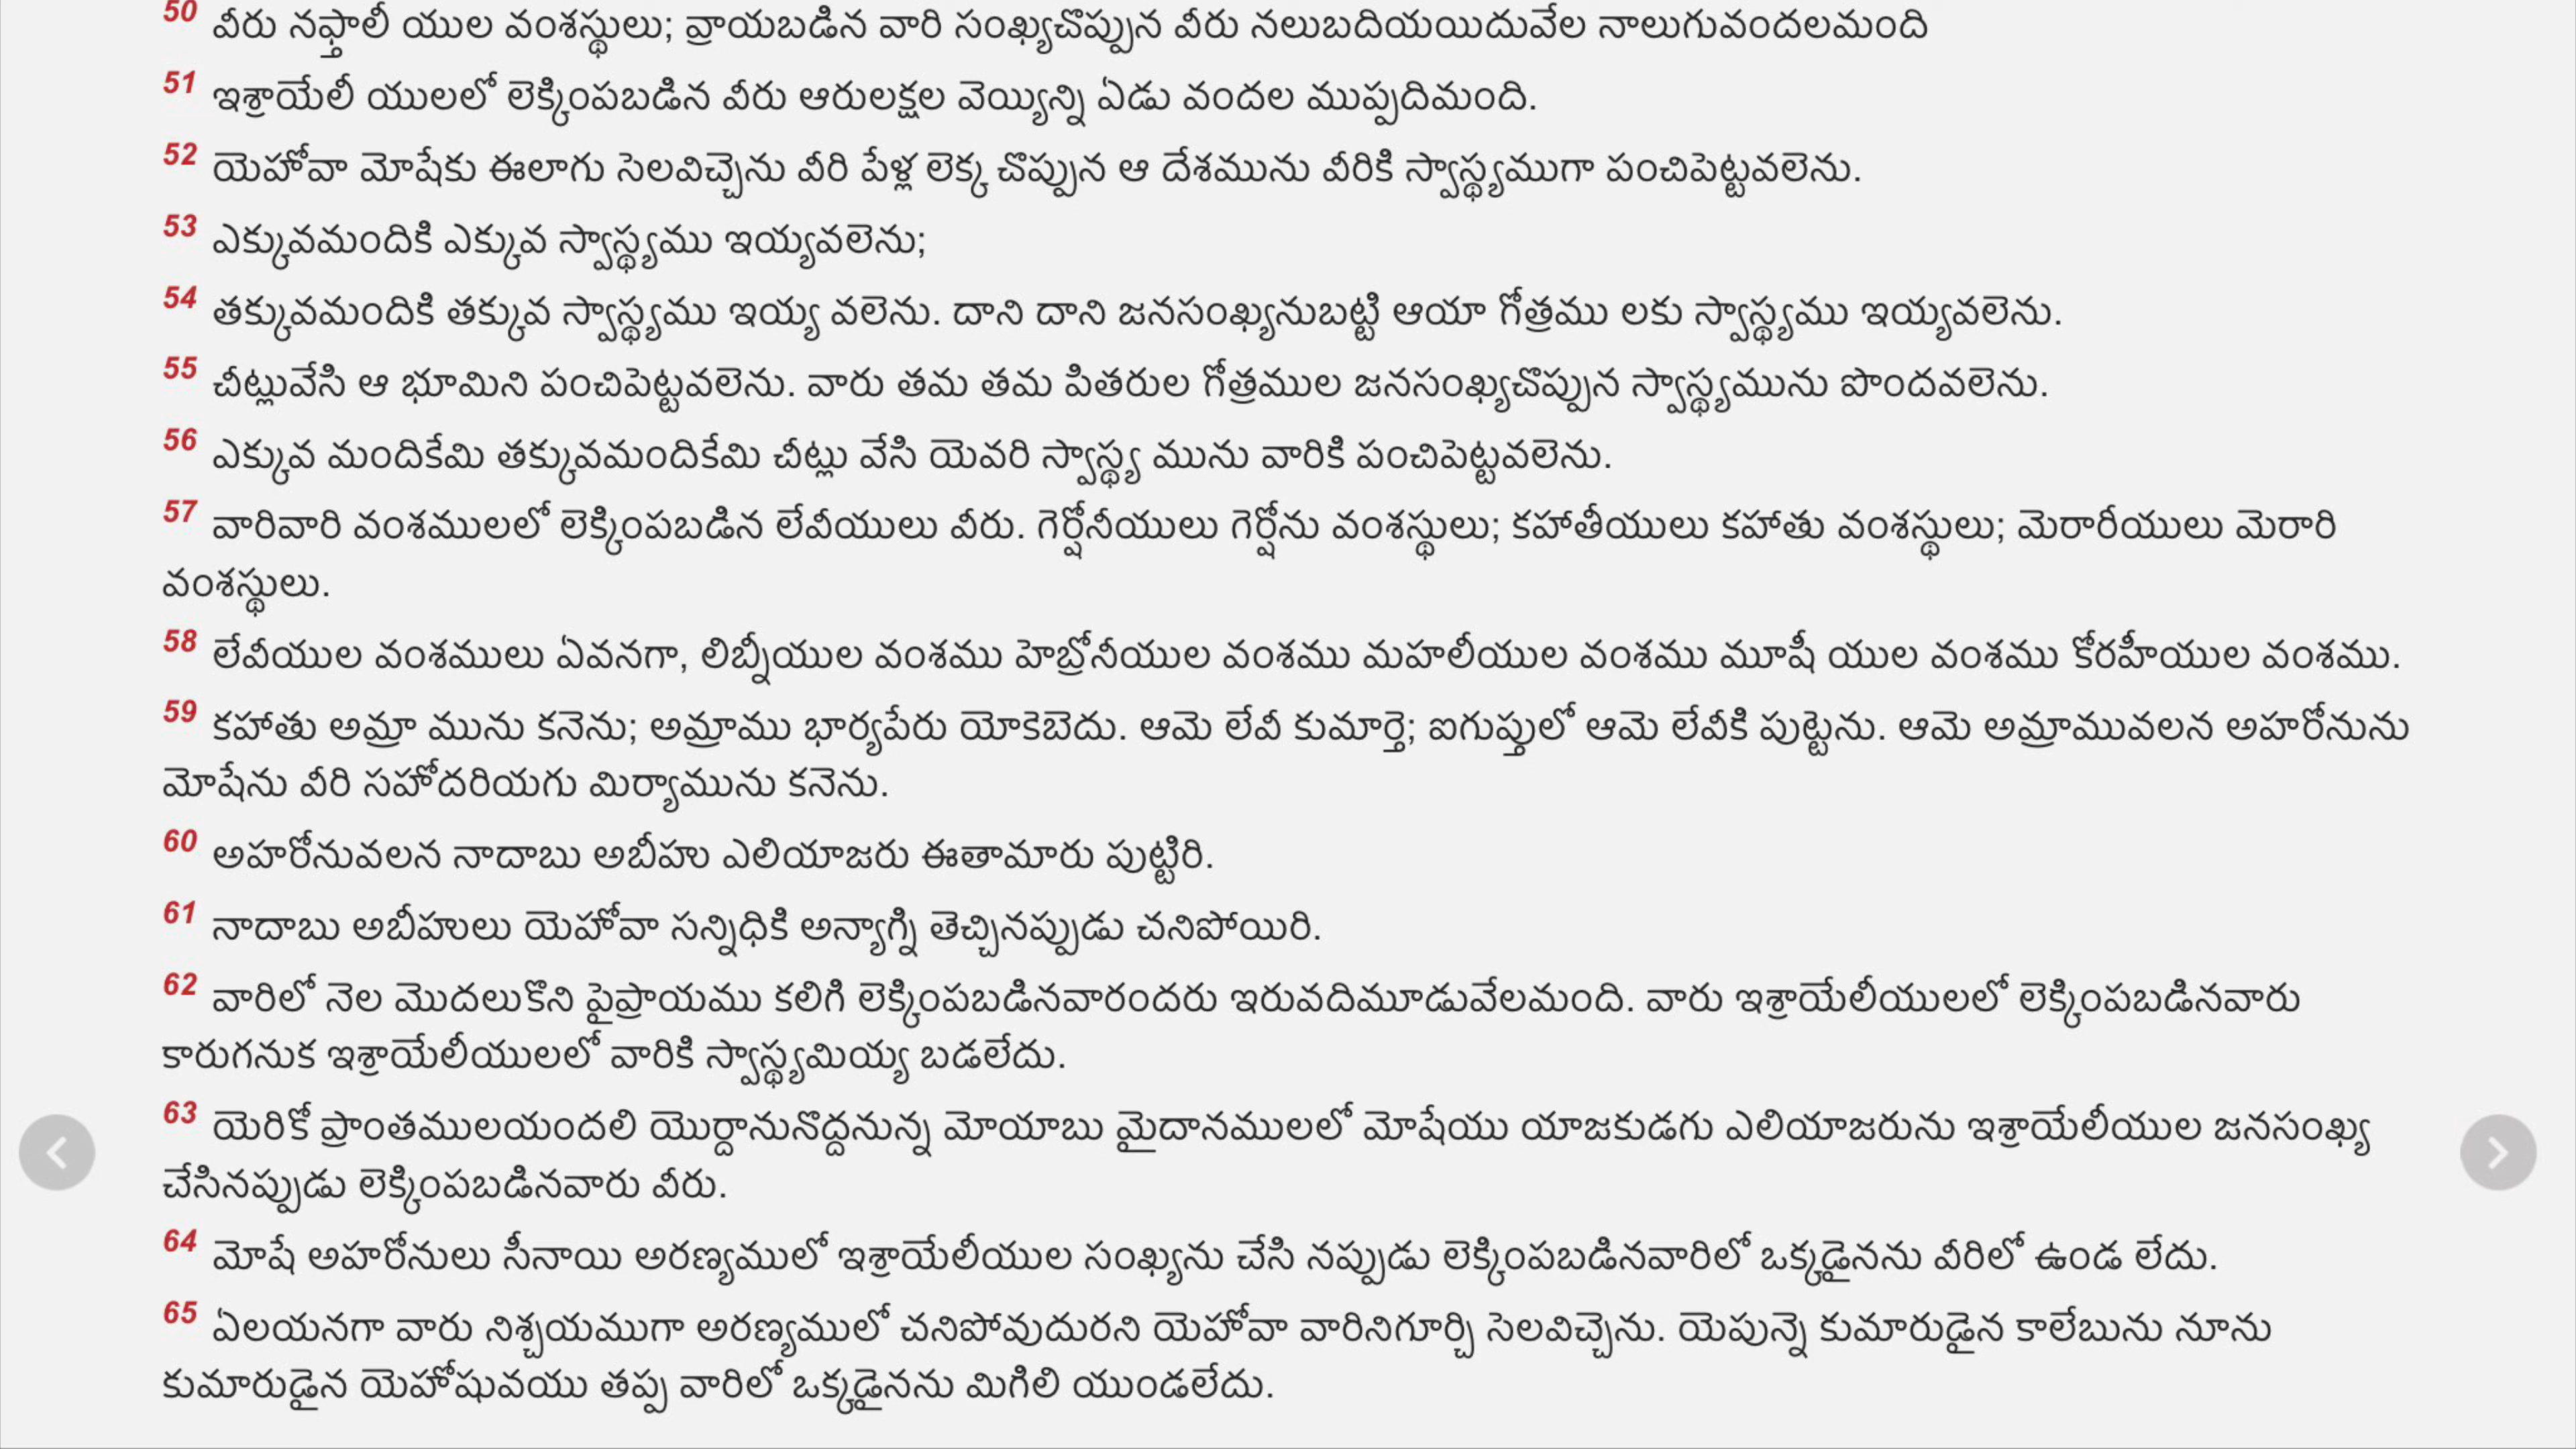 50 వీరు నఫ్తాలీ యుల వంశస్థులు; వ్రాయబడిన వారి సంఖ్యచొప్పున వీరు నలుబదియయిదువేల నాలుగువందలమంది
51 ఇశ్రాయేలీ యులలో లెక్కింపబడిన వీరు ఆరులక్షల వెయ్యిన్ని ఏడు వందల ముప్పదిమంది.
52 యెహోవా మోషేకు ఈలాగు సెలవిచ్చెను వీరి పేళ్ల లెక్క చొప్పున ఆ దేశమును వీరికి స్వాస్థ్యముగా పంచిపెట్టవలెను.
53 ఎక్కువమందికి ఎక్కువ స్వాస్థ్యము ఇయ్యవలెను;
54 తక్కువమందికి తక్కువ స్వాస్థ్యము ఇయ్య వలెను. దాని దాని జనసంఖ్యనుబట్టి ఆయా గోత్రము లకు స్వాస్థ్యము ఇయ్యవలెను.
55 చీట్లువేసి ఆ భూమిని పంచిపెట్టవలెను. వారు తమ తమ పితరుల గోత్రముల జనసంఖ్యచొప్పున స్వాస్థ్యమును పొందవలెను.
56 ఎక్కువ మందికేమి తక్కువమందికేమి చీట్లు వేసి యెవరి స్వాస్థ్య మును వారికి పంచిపెట్టవలెను.
57 వారివారి వంశములలో లెక్కింపబడిన లేవీయులు వీరు. గెర్షోనీయులు గెర్షోను వంశస్థులు; కహాతీయులు కహాతు వంశస్థులు; మెరారీయులు మెరారి
వంశస్థులు.
58 లేవీయుల వంశములు ఏవనగా, లిబ్నీయుల వంశము హెబ్రోనీయుల వంశము మహలీయుల వంశము మూషీ యుల వంశము కోరహీయుల వంశము.
59 కహాతు అమ్రా మును కనెను; అమ్రాము భార్యపేరు యోకెబెదు. ఆమె లేవీ కుమార్తె; ఐగుప్తులో ఆమె లేవీకి పుట్టెను. ఆమె అమ్రామువలన అహరోనును
మోషేను వీరి సహోదరియగు మిర్యామును కనెను.
60 అహరోనువలన నాదాబు అబీహు ఎలియాజరు ఈతామారు పుట్టిరి.
61 నాదాబు అబీహులు యెహోవా సన్నిధికి అన్యాగ్ని తెచ్చినప్పుడు చనిపోయిరి.
62 వారిలో నెల మొదలుకొని పైప్రాయము కలిగి లెక్కింపబడినవారందరు ఇరువదిమూడువేలమంది. వారు ఇశ్రాయేలీయులలో లెక్కింపబడినవారు
కారుగనుక ఇశ్రాయేలీయులలో వారికి స్వాస్థ్యమియ్య బడలేదు.
63 యెరికో ప్రాంతములయందలి యొర్దానునొద్దనున్న మోయాబు మైదానములలో మోషేయు యాజకుడగు ఎలియాజరును ఇశ్రాయేలీయుల జనసంఖ్య
చేసినప్పుడు లెక్కింపబడినవారు వీరు.
64 మోషే అహరోనులు సీనాయి అరణ్యములో ఇశ్రాయేలీయుల సంఖ్యను చేసి నప్పుడు లెక్కింపబడినవారిలో ఒక్కడైనను వీరిలో ఉండ లేదు.
65 ఏలయనగా వారు నిశ్చయముగా అరణ్యములో చనిపోవుదురని యెహోవా వారినిగూర్చి సెలవిచ్చెను. యెపున్నె కుమారుడైన కాలేబును నూను
కుమారుడైన యెహోషువయు తప్ప వారిలో ఒక్కడైనను మిగిలి యుండలేదు.